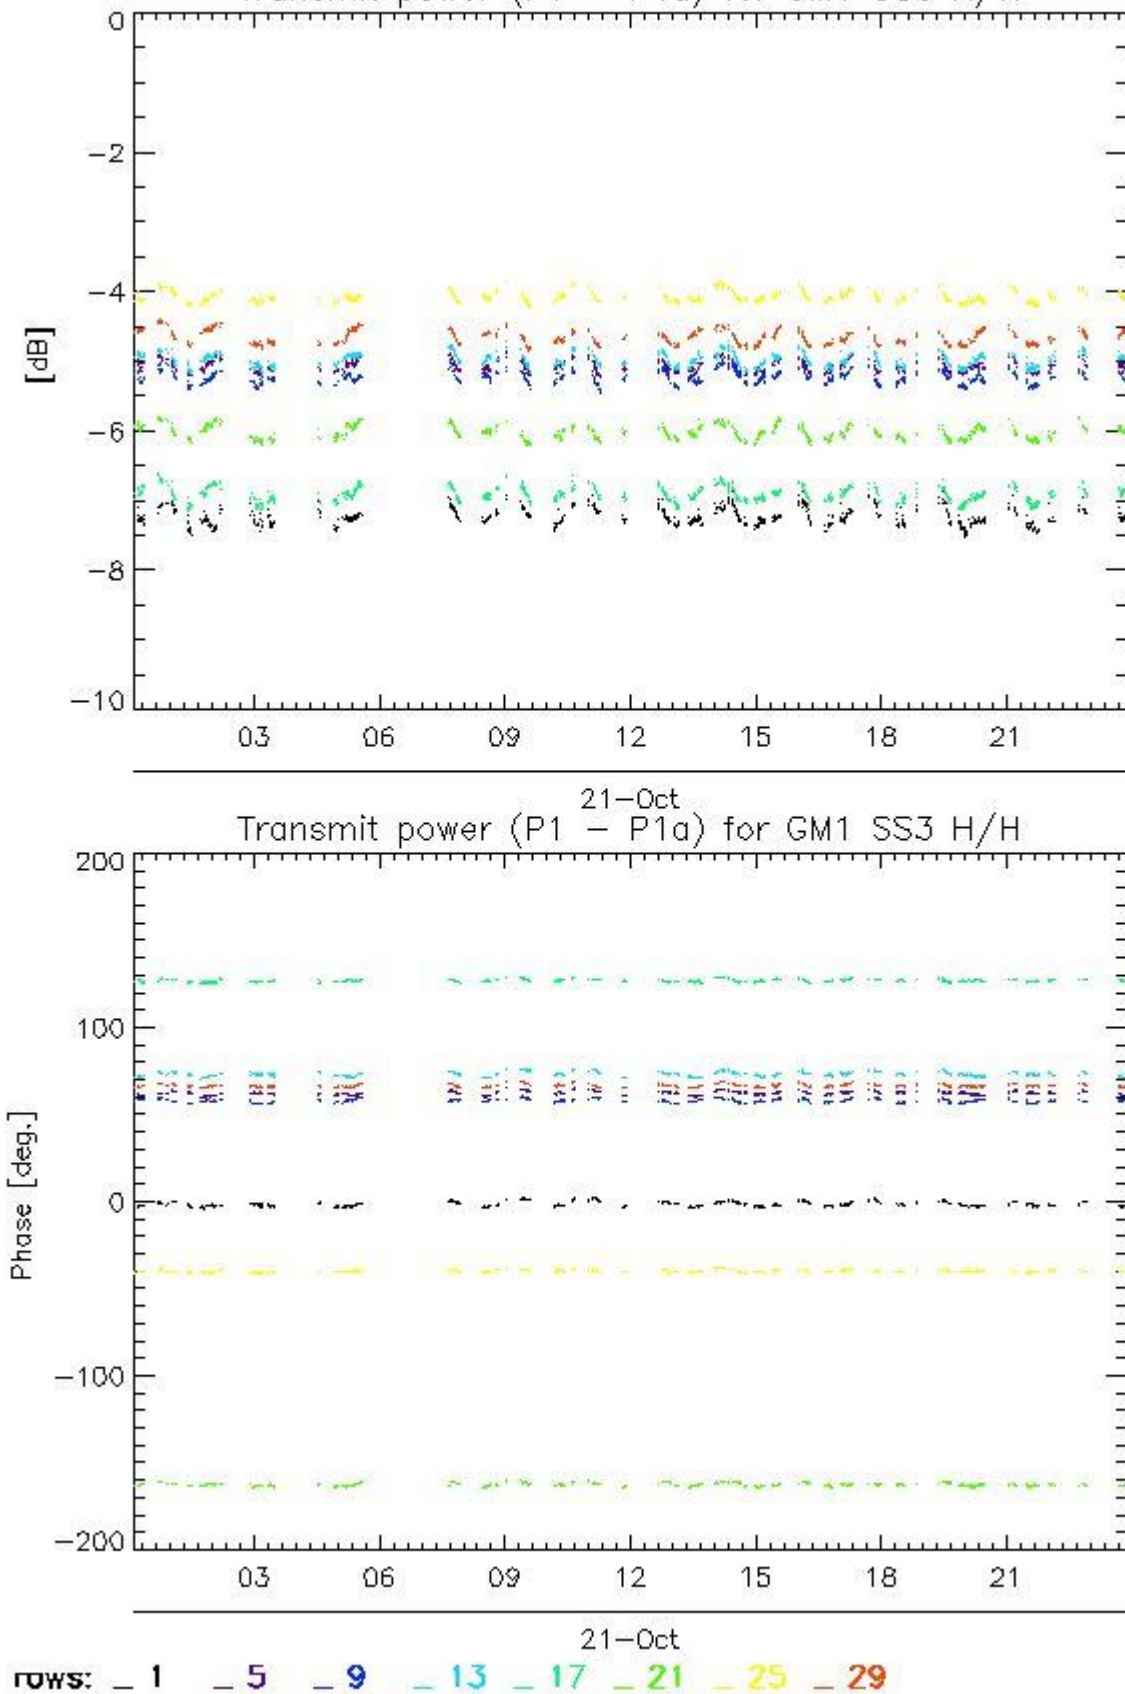 0
−2
−4
[dB]
−6
−8
−10
03 06 09 12 15 18 21
21−Oct
Transmit power (P1 − P1a) for GM1 SS3 H/H
200
100
Phase [deg.]
0
−100
−200
03 06 09 12 15 18 21
21−Oct
rows: _ 1 _ 5 _ 9 _ 13 _ 17 _ 21 _ 25 _ 29